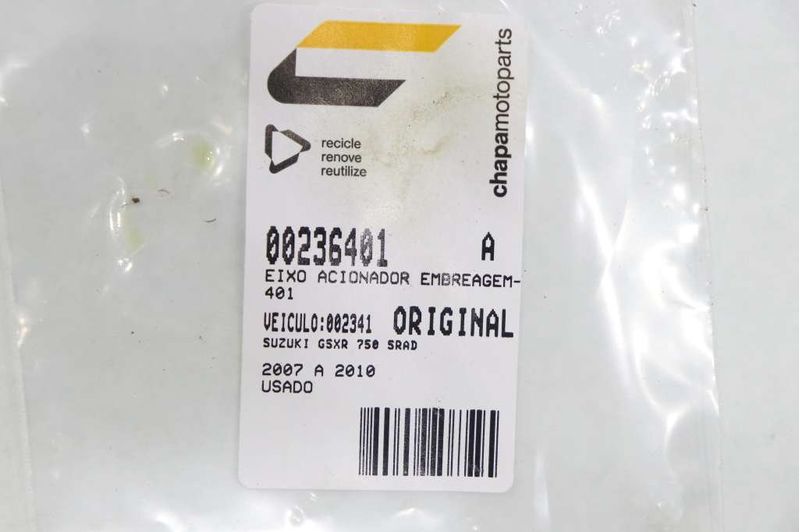 chapamotoparts
recicle
renove
reutilize
00236401 A
EIXO ACIONADOR EMBREAGEM-
401
VEICULO:002341 ORIGINAL
SUZUKI GSXR 750 SRAD
2007 A 2010
USADO